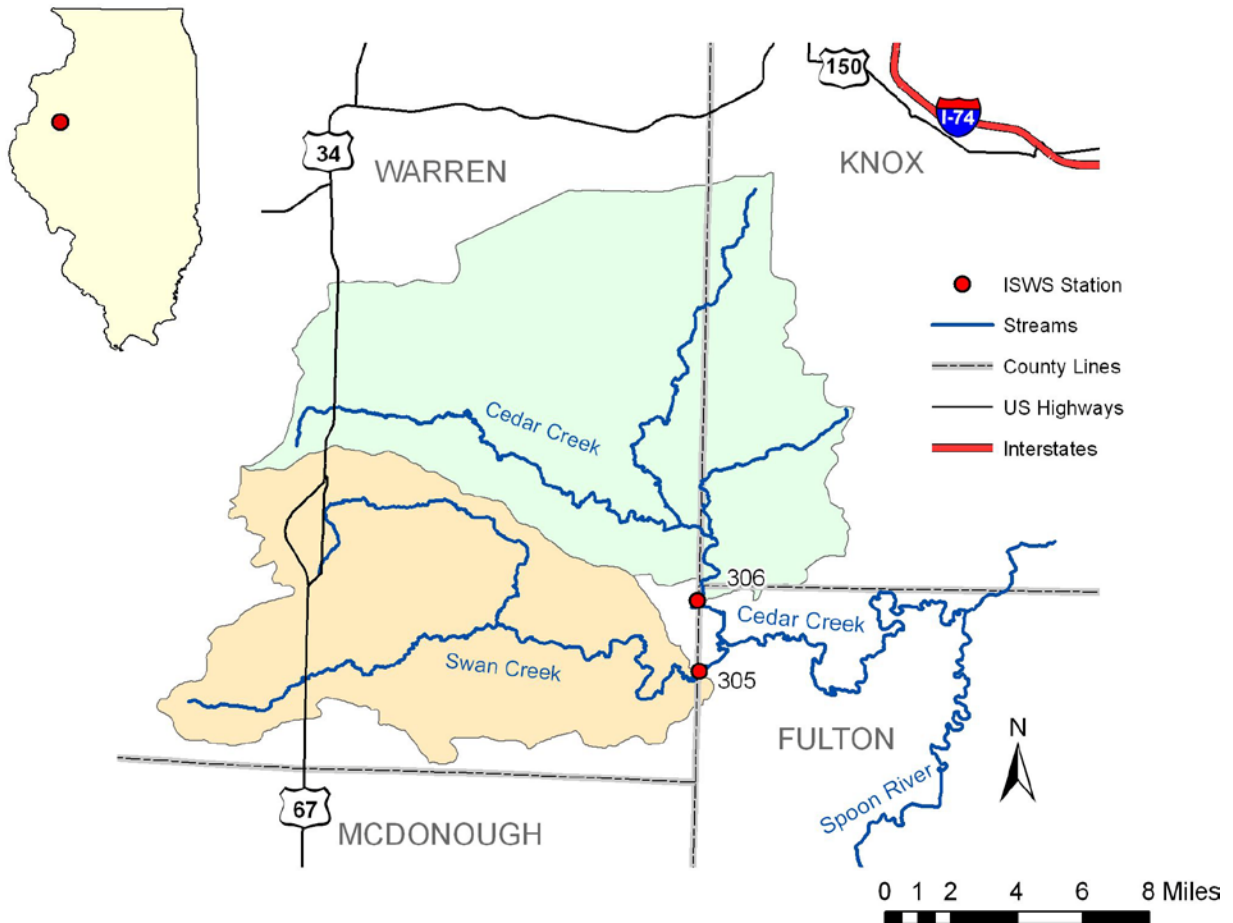 150
I-74
34
WARREN
KNOX
ISWS Station
Streams
County Lines
US Highways
Interstates
Cedar Creek
306
Cedar Creek
Swan Creek
305
FULTON
N
Spoon River
67
MCDONOUGH
0 1 2 4 6 8 Miles